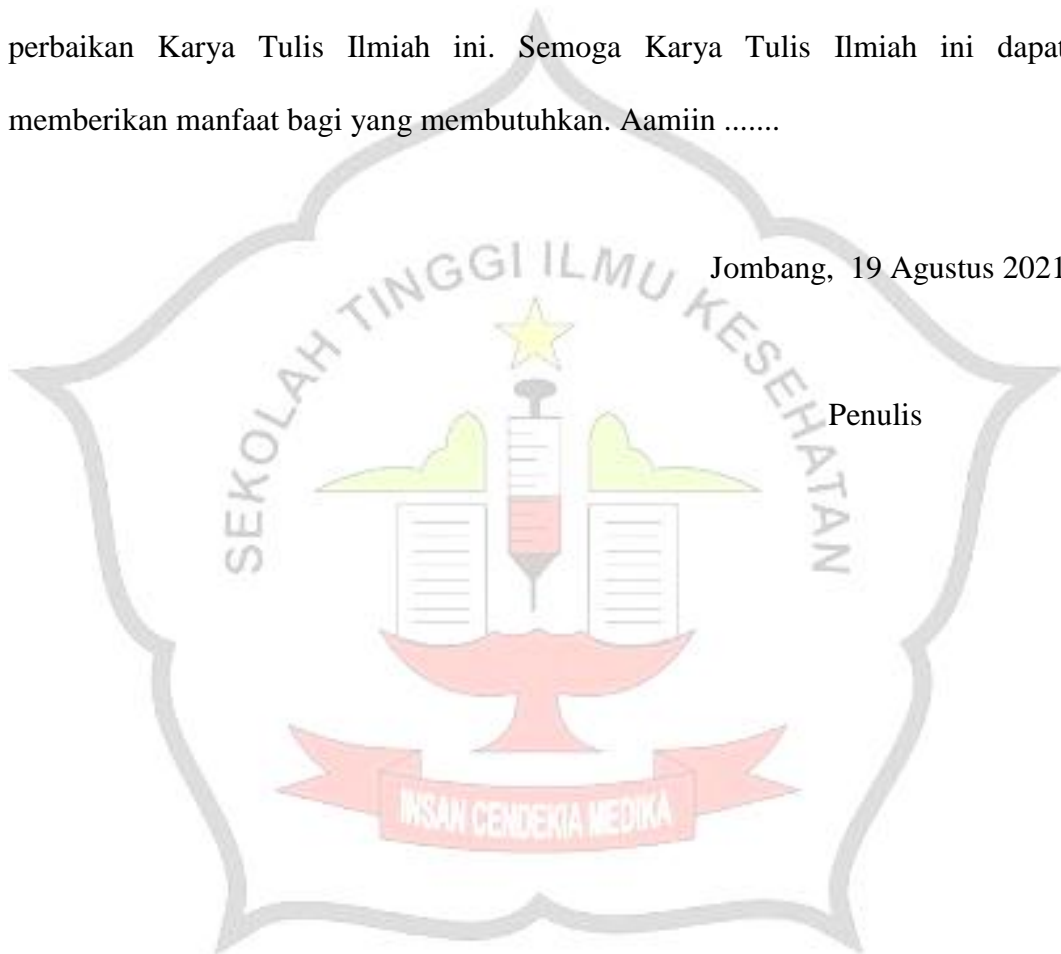 perbaikan Karya Tulis Ilmiah ini. Semoga Karya Tulis Ilmiah ini dapat
memberikan manfaat bagi yang membutuhkan. Aamiin .......
Jombang, 19 Agustus 2021
Penulis
SEKOLAH TINGGI ILMU KESEHATAN
INSAN CENDEKIA MEDIKA